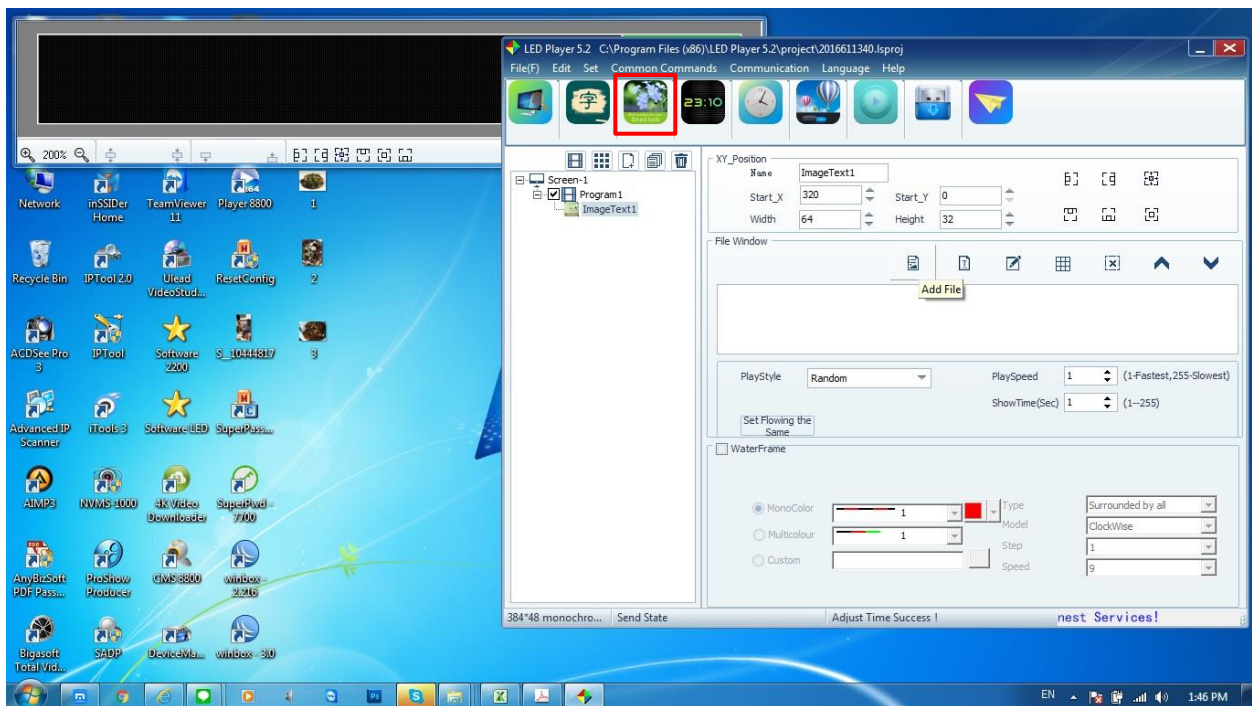 LED Player 5.2 C:\Program Files (x86)\LED Player 5.2\project\2016611340.lsproj
File(F) Edit Set Common Commands Communication Language Help
字
Good luck
23:10
200%
XY_Position
Name ImageText1
Start_X 320 Start_Y 0
Width 64 Height 32
Screen-1
Program1
ImageText1
File Window
Add File
PlayStyle Random PlaySpeed 1 (1-Fastest,255-Slowest)
ShowTime(Sec) 1 (1--255)
Set Flowing the
Same
WaterFrame
MonoColor 1 Type Surrounded by all
Multicolour 1 Model ClockWise
Custom Step 1
Speed 9
384*48 monochro... Send State Adjust Time Success ! nest Services!
Network inSSIDer Home TeamViewer 11 Player 8800 1
Recycle Bin IPTool 2.0 Ulead VideoStud... ResetConfig 2
ACDSee Pro 3 IPTool Software 2200 S_10444817 3
Advanced IP Scanner iTools 3 Software LED SuperPass...
AIMP3 NVMS-1000 4K Video Downloader SuperPwd - 7700
AnyBizSoft PDF Pass... ProShow Producer GMS 8800 winbox - 2.216
Bigasoft Total Vid... SADP DeviceMa... winbox - 3.0
EN 1:46 PM